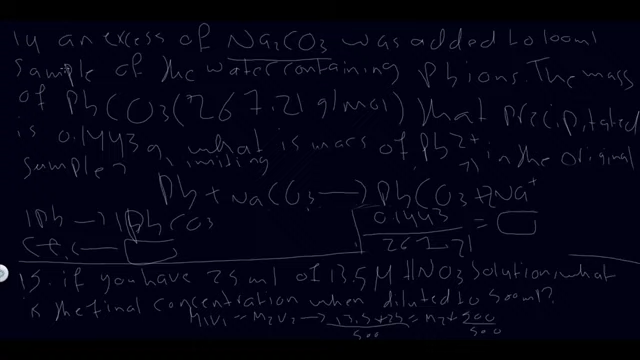 14 an excess of Na2CO3 was added to 100ml
sample of the water containing Pb ions. The mass
of PbCO3 (267.21 g/mol) that precipitated
is 0.1443 g, what is mass of Pb2+ in the original
sample? limiting
Pb + NaCO3 → PbCO3 + 2Na+
1Pb → 1PbCO3
0.1443 / 267.21 =
15. if you have 25 ml of 13.5 M HNO3 solution, what
is the final concentration when diluted to 500ml?
M1V1 = M2V2 → 13.5*25 / 500 = M2*500 / 500